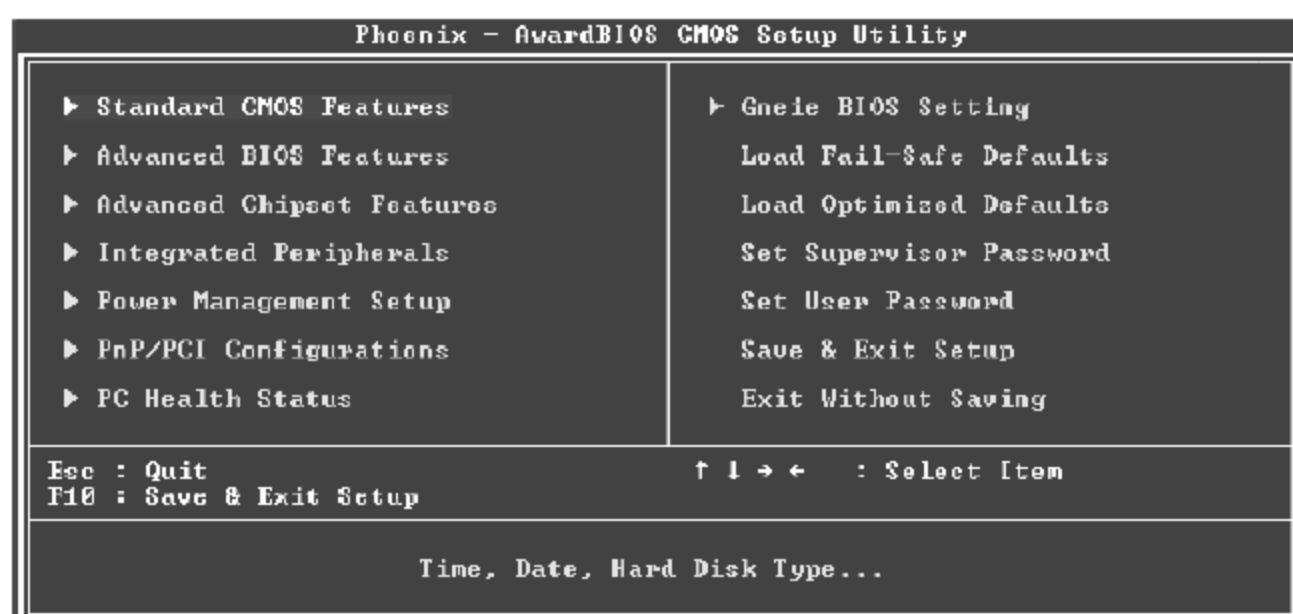 Phoenix - AwardBIOS CMOS Setup Utility
▶ Standard CMOS Features
▶ Advanced BIOS Features
▶ Advanced Chipset Features
▶ Integrated Peripherals
▶ Power Management Setup
▶ PnP/PCI Configurations
▶ PC Health Status
▶ Gneie BIOS Setting
Load Fail-Safe Defaults
Load Optimized Defaults
Set Supervisor Password
Set User Password
Save & Exit Setup
Exit Without Saving
Esc : Quit
F10 : Save & Exit Setup
↑ ↓ → ← : Select Item
Time, Date, Hard Disk Type...